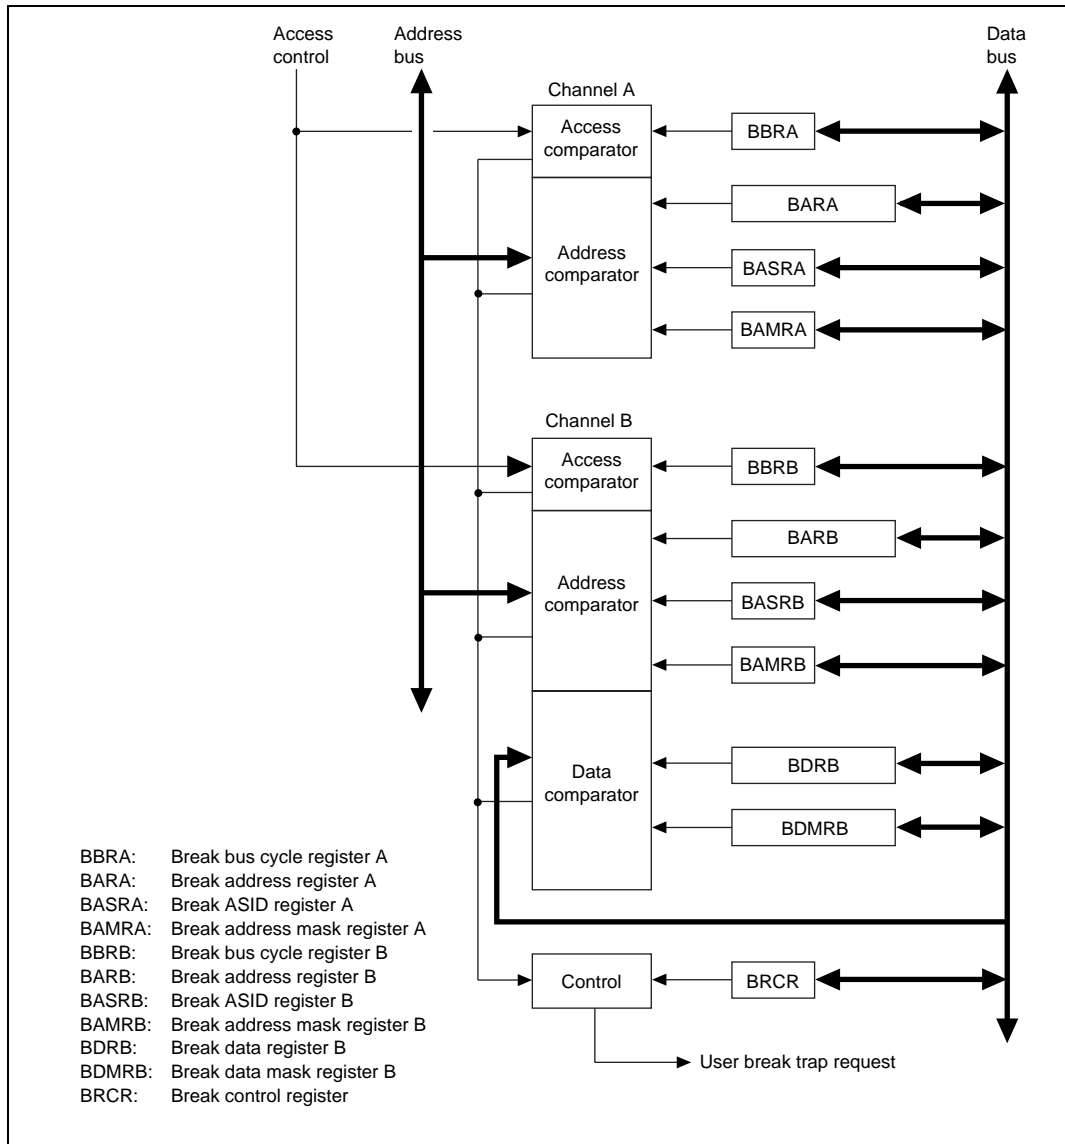 Access
control
Address
bus
Data
bus
Channel A
Access
comparator
BBRA
BARA
Address
comparator
BASRA
BAMRA
Channel B
Access
comparator
BBRB
BARB
Address
comparator
BASRB
BAMRB
Data
comparator
BDRB
BDMRB
Control
BRCR
User break trap request
BBRA: Break bus cycle register A
BARA: Break address register A
BASRA: Break ASID register A
BAMRA: Break address mask register A
BBRB: Break bus cycle register B
BARB: Break address register B
BASRB: Break ASID register B
BAMRB: Break address mask register B
BDRB: Break data register B
BDMRB: Break data mask register B
BRCR: Break control register